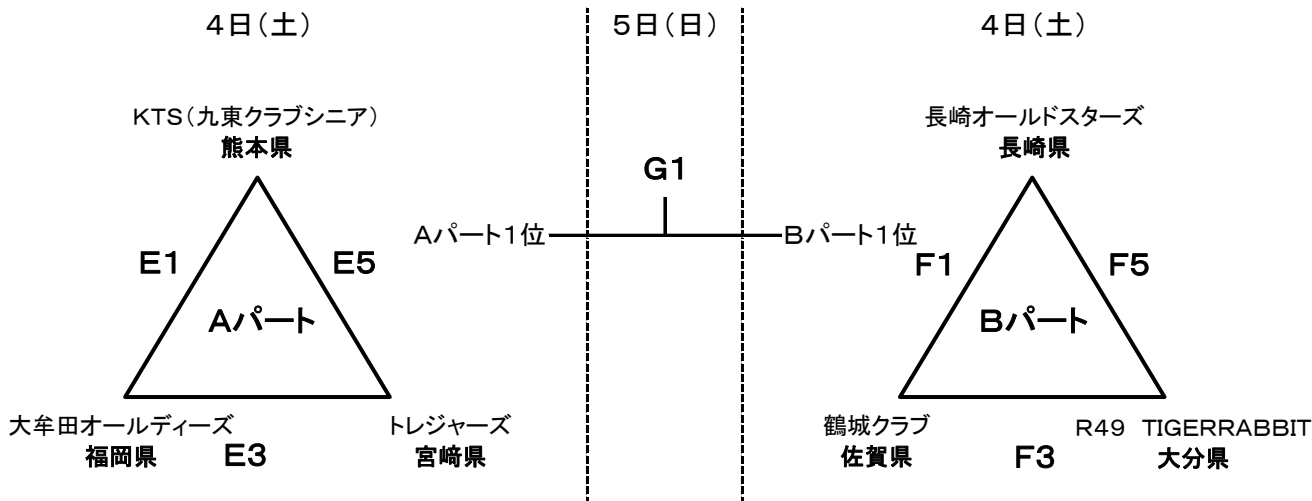 4日(土)
5日(日)
4日(土)
KTS(九東クラブシニア)
熊本県
長崎オールドスターズ
長崎県
G1
Aパート1位
Bパート1位
E1
E5
F1
F5
Aパート
Bパート
大牟田オールディーズ
トレジャーズ
鶴城クラブ
R49 TIGERRABBIT
福岡県
E3
宮﨑県
佐賀県
F3
大分県